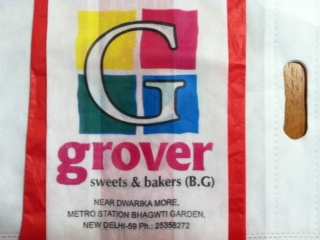 G
grover
sweets & bakers (B.G)
NEAR DWARIKA MORE,
METRO STATION BHAGWTI GARDEN,
NEW DELHI-59 Ph.: 25358272